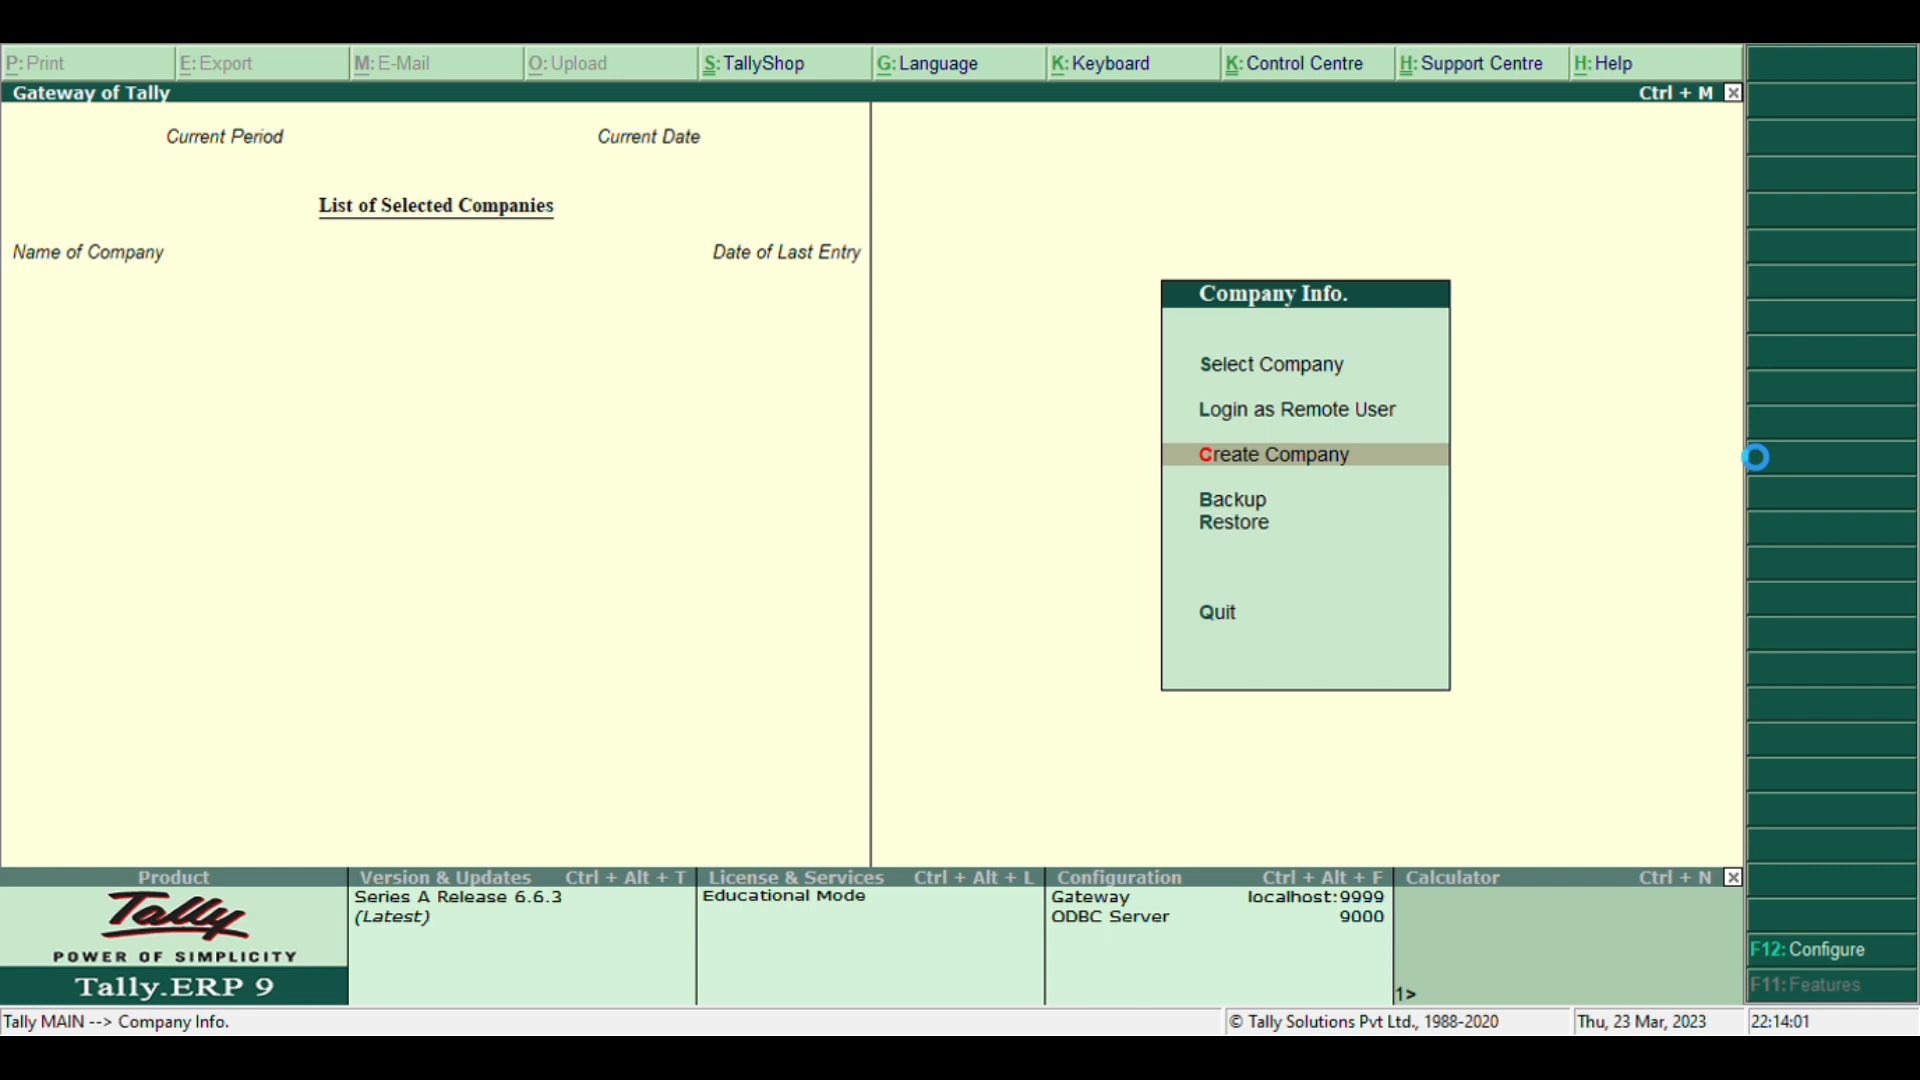 P: Print E: Export M: E-Mail O: Upload S: TallyShop G: Language K: Keyboard K: Control Centre H: Support Centre H: Help
Gateway of Tally Ctrl + M
Current Period Current Date
List of Selected Companies
Name of Company Date of Last Entry
Company Info.
Select Company
Login as Remote User
Create Company
Backup
Restore
Quit
Product
Tally
POWER OF SIMPLICITY
Tally.ERP 9
Version & Updates Ctrl + Alt + T
Series A Release 6.6.3
(Latest)
License & Services Ctrl + Alt + L
Educational Mode
Configuration Ctrl + Alt + F
Gateway localhost:9999
ODBC Server 9000
Calculator Ctrl + N
1>
F12: Configure
F11: Features
Tally MAIN --> Company Info. © Tally Solutions Pvt Ltd., 1988-2020 Thu, 23 Mar, 2023 22:14:01